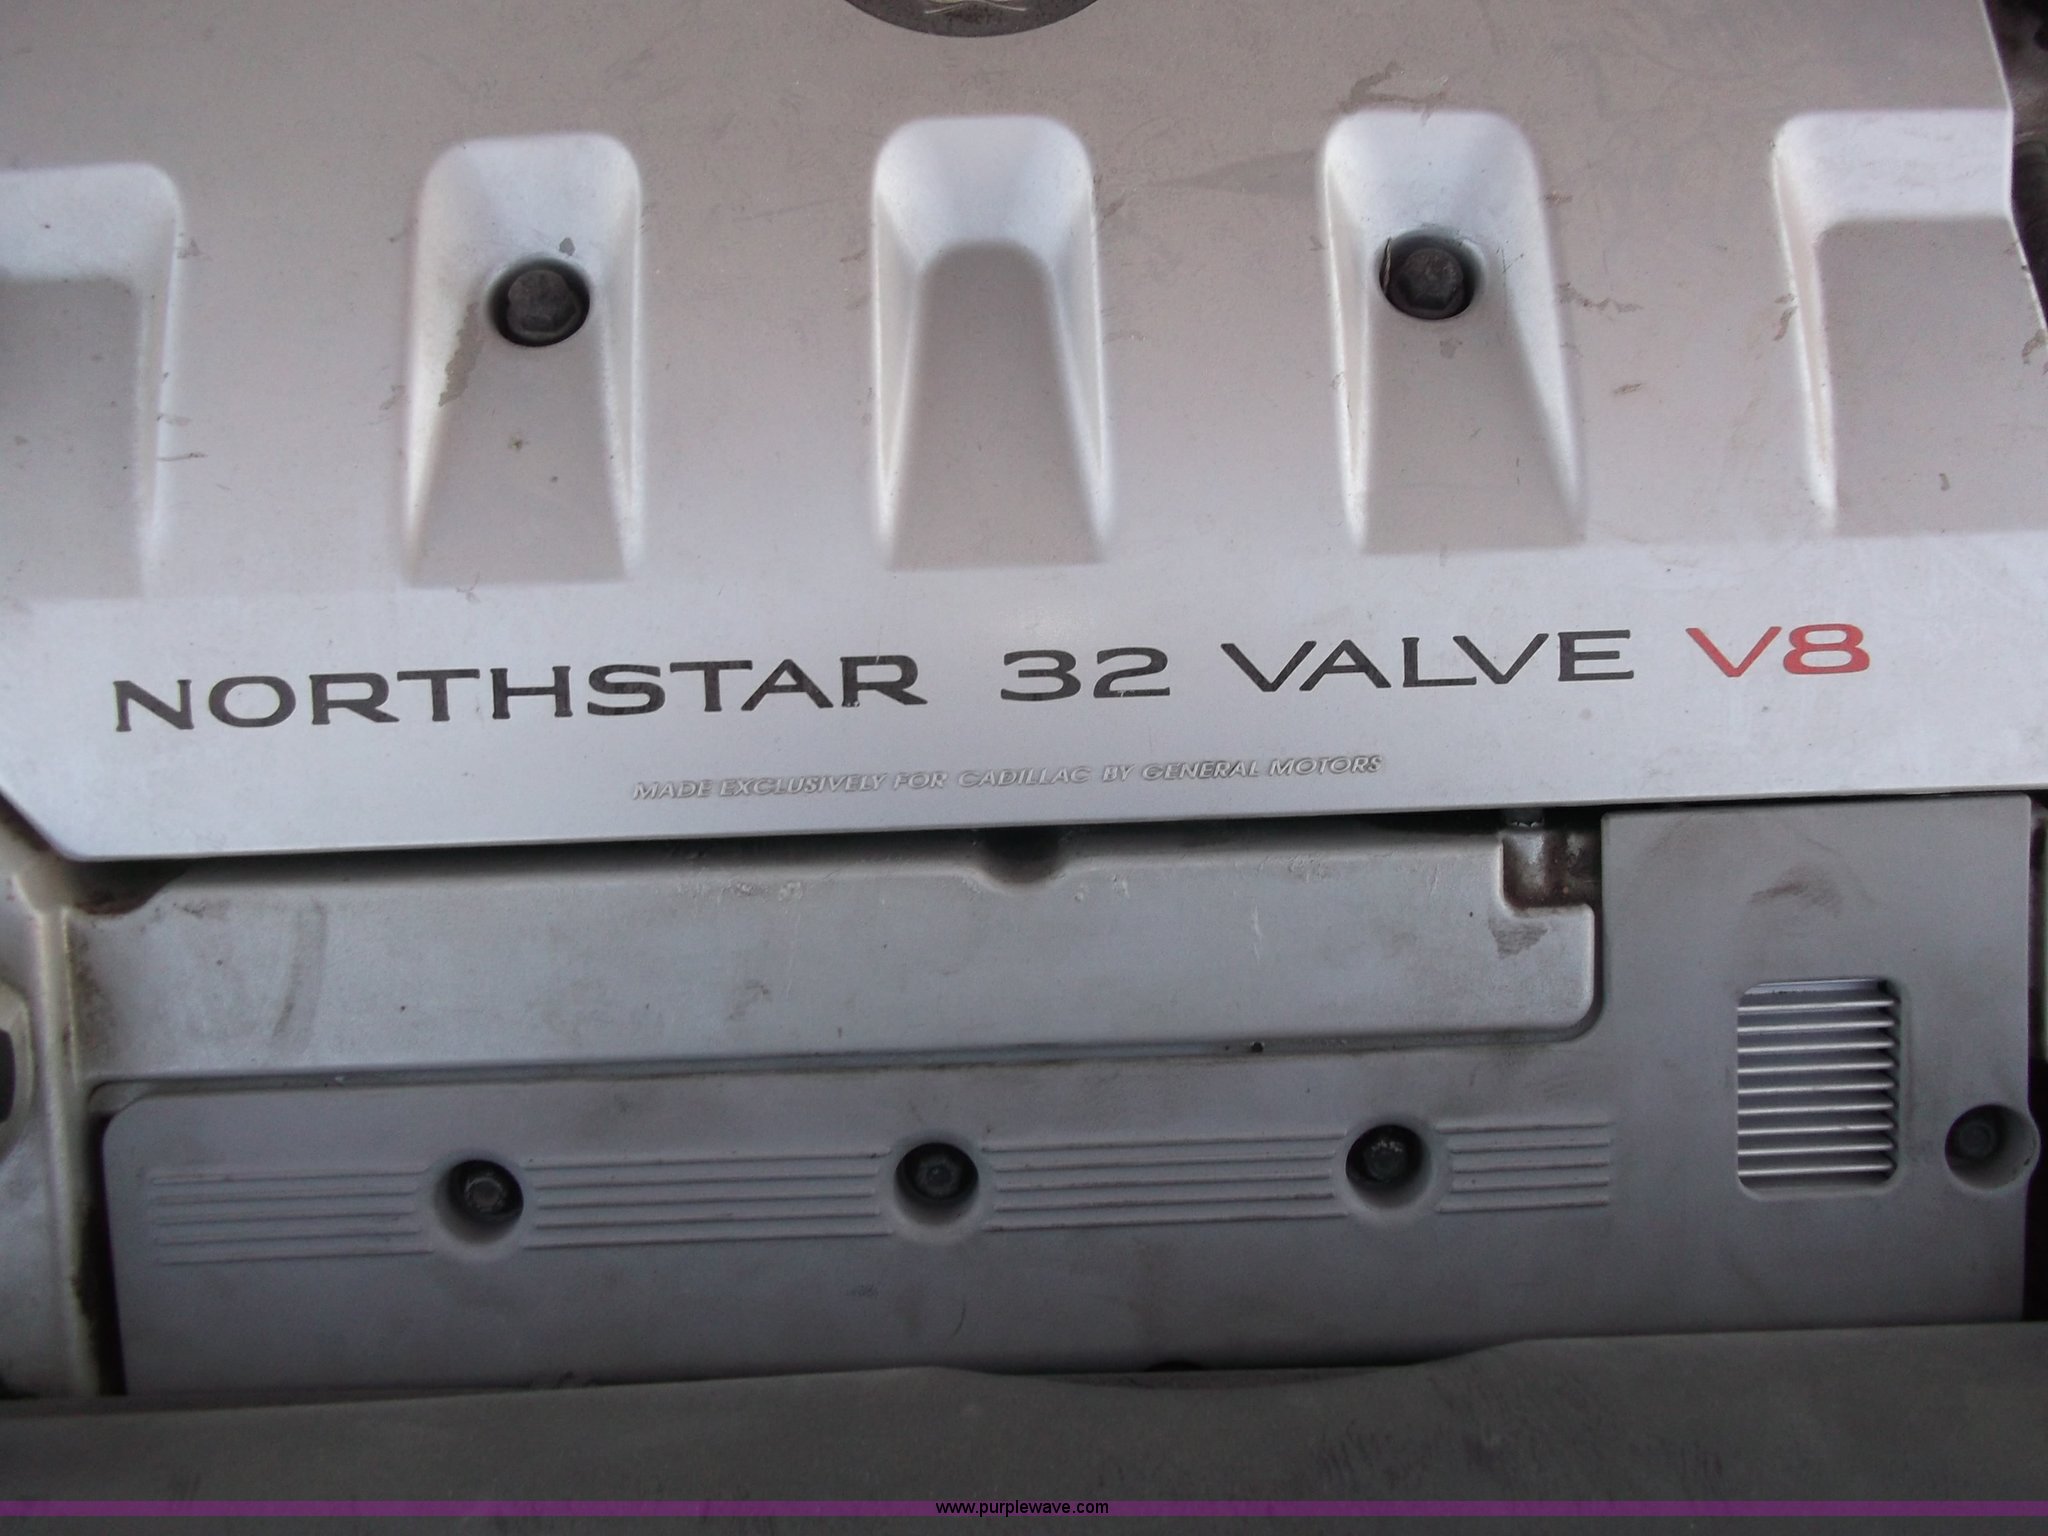 NORTHSTAR 32 VALVE V8
MADE EXCLUSIVELY FOR CADILLAC BY GENERAL MOTORS
www.purplewave.com